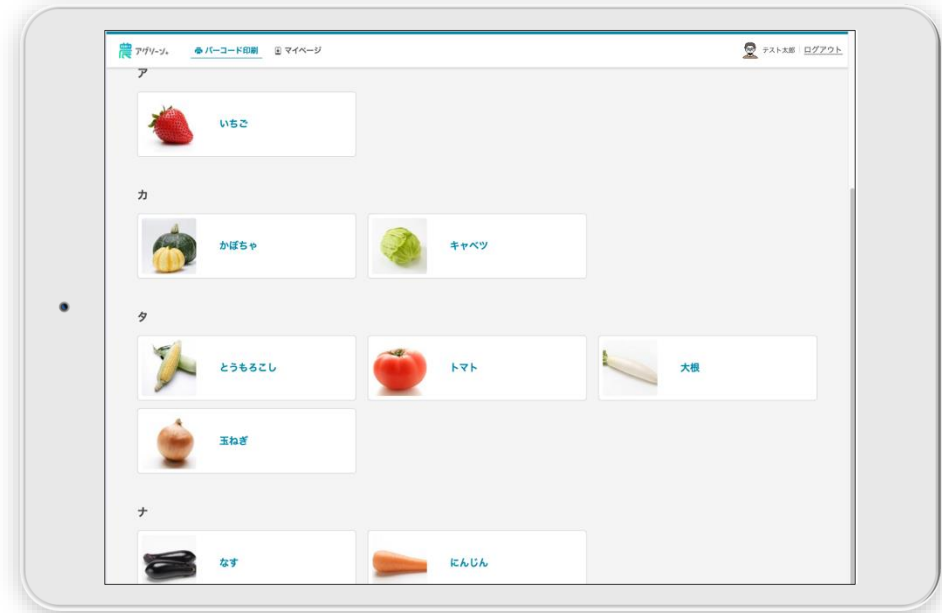 農 アグリーン。 バーコード印刷 マイページ テスト太郎 ログアウト
ア
いちご
カ
かぼちゃ キャベツ
タ
とうもろこし トマト 大根
玉ねぎ
ナ
なす にんじん